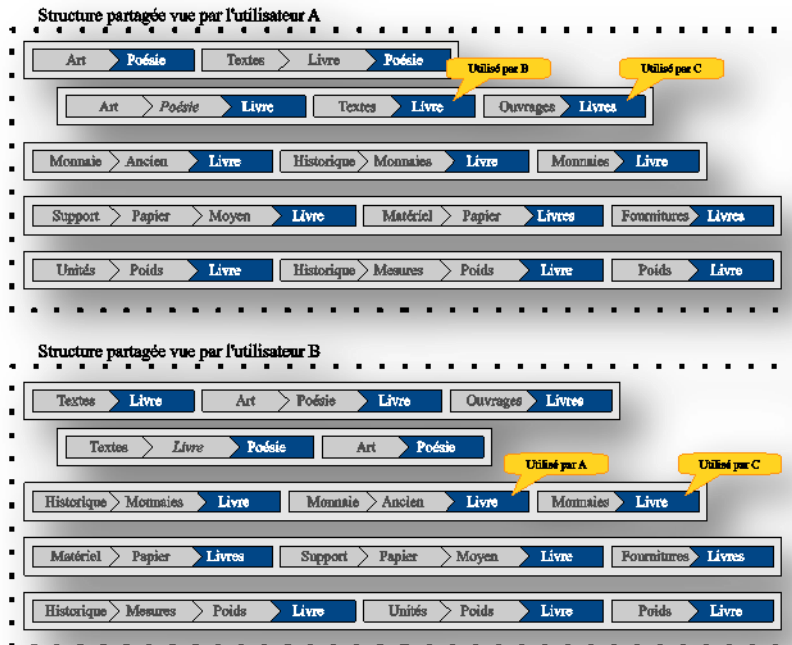 Structure partagée vue par l'utilisateur A
Art Poésie Textes Livre Poésie
Utilisé par B Utilisé par C
Art Poésie Livre Textes Livre Ouvrages Livres
Monnaie Ancien Livre Historique Monnaies Livre Monnaies Livre
Support Papier Moyen Livre Matériel Papier Livres Fournitures Livres
Unités Poids Livre Historique Mesures Poids Livre Poids Livre
Structure partagée vue par l'utilisateur B
Textes Livre Art Poésie Livre Ouvrages Livres
Textes Livre Poésie Art Poésie
Utilisé par A Utilisé par C
Historique Monnaies Livre Monnaie Ancien Livre Monnaies Livre
Matériel Papier Livres Support Papier Moyen Livre Fournitures Livres
Historique Mesures Poids Livre Unités Poids Livre Poids Livre